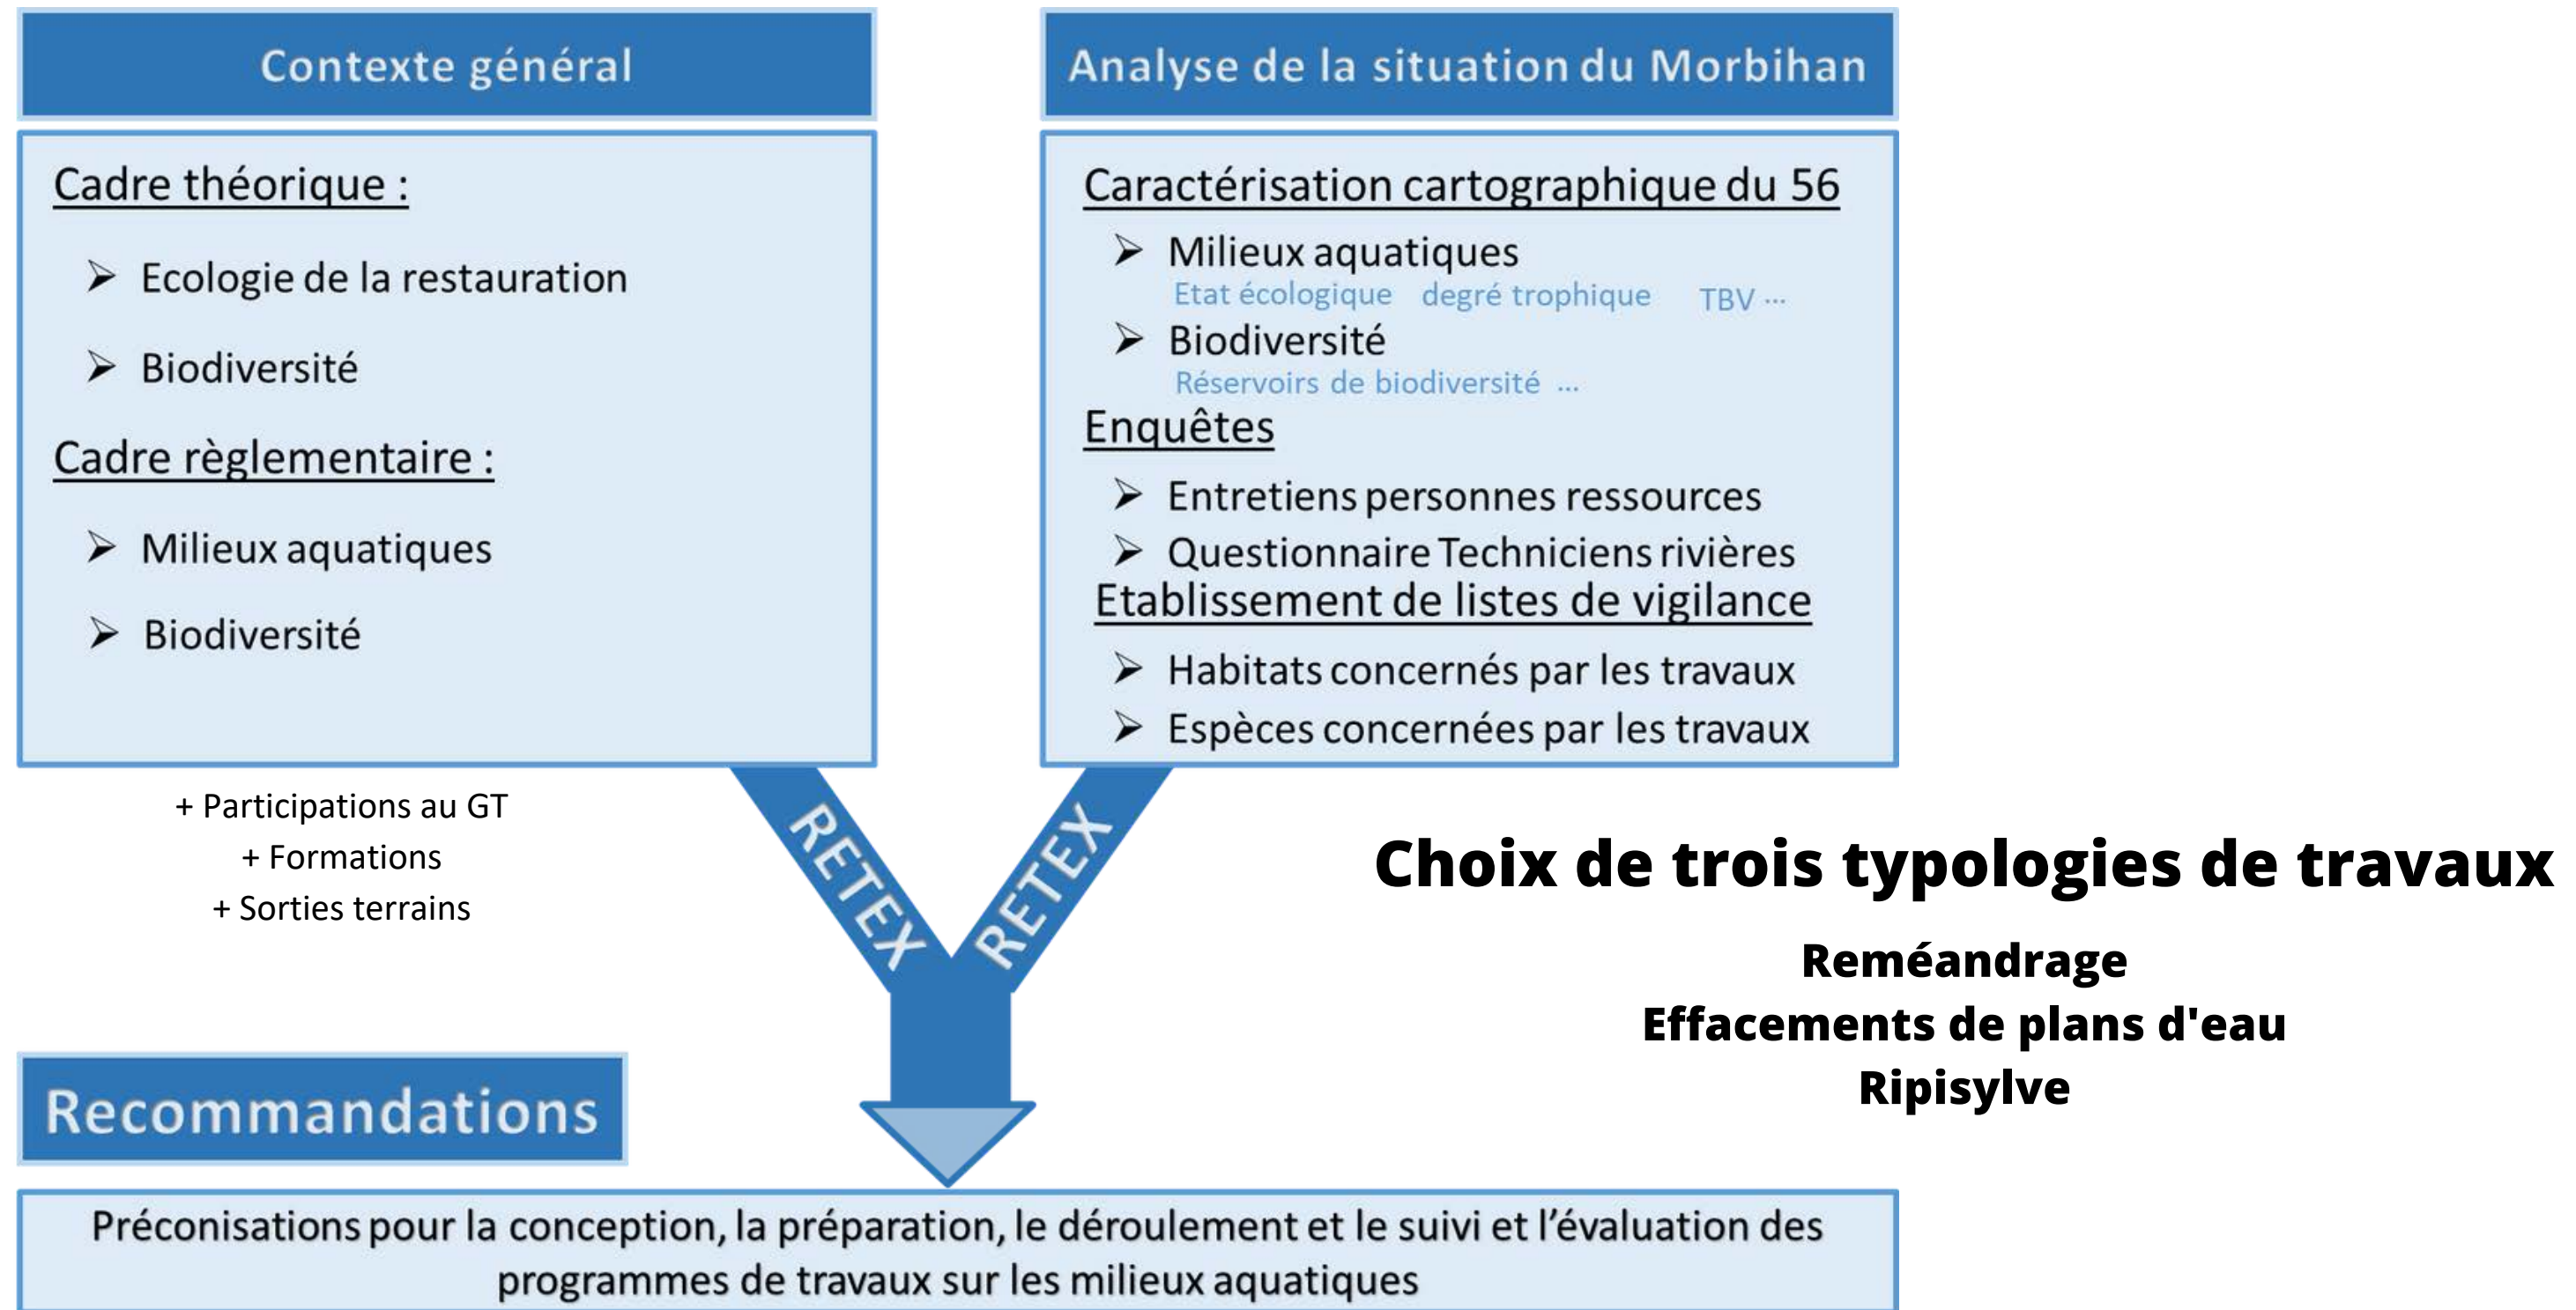 Contexte général
Cadre théorique :
➢ Ecologie de la restauration
➢ Biodiversité
Cadre règlementaire :
➢ Milieux aquatiques
➢ Biodiversité
+ Participations au GT
+ Formations
+ Sorties terrains
Analyse de la situation du Morbihan
Caractérisation cartographique du 56
➢ Milieux aquatiques
Etat écologique degré trophique TBV ...
➢ Biodiversité
Réservoirs de biodiversité ...
Enquêtes
➢ Entretiens personnes ressources
➢ Questionnaire Techniciens rivières
Etablissement de listes de vigilance
➢ Habitats concernés par les travaux
➢ Espèces concernées par les travaux
RETEX
RETEX
Choix de trois typologies de travaux
Reméandrage
Effacements de plans d'eau
Ripisylve
Recommandations
Préconisations pour la conception, la préparation, le déroulement et le suivi et l’évaluation des
programmes de travaux sur les milieux aquatiques